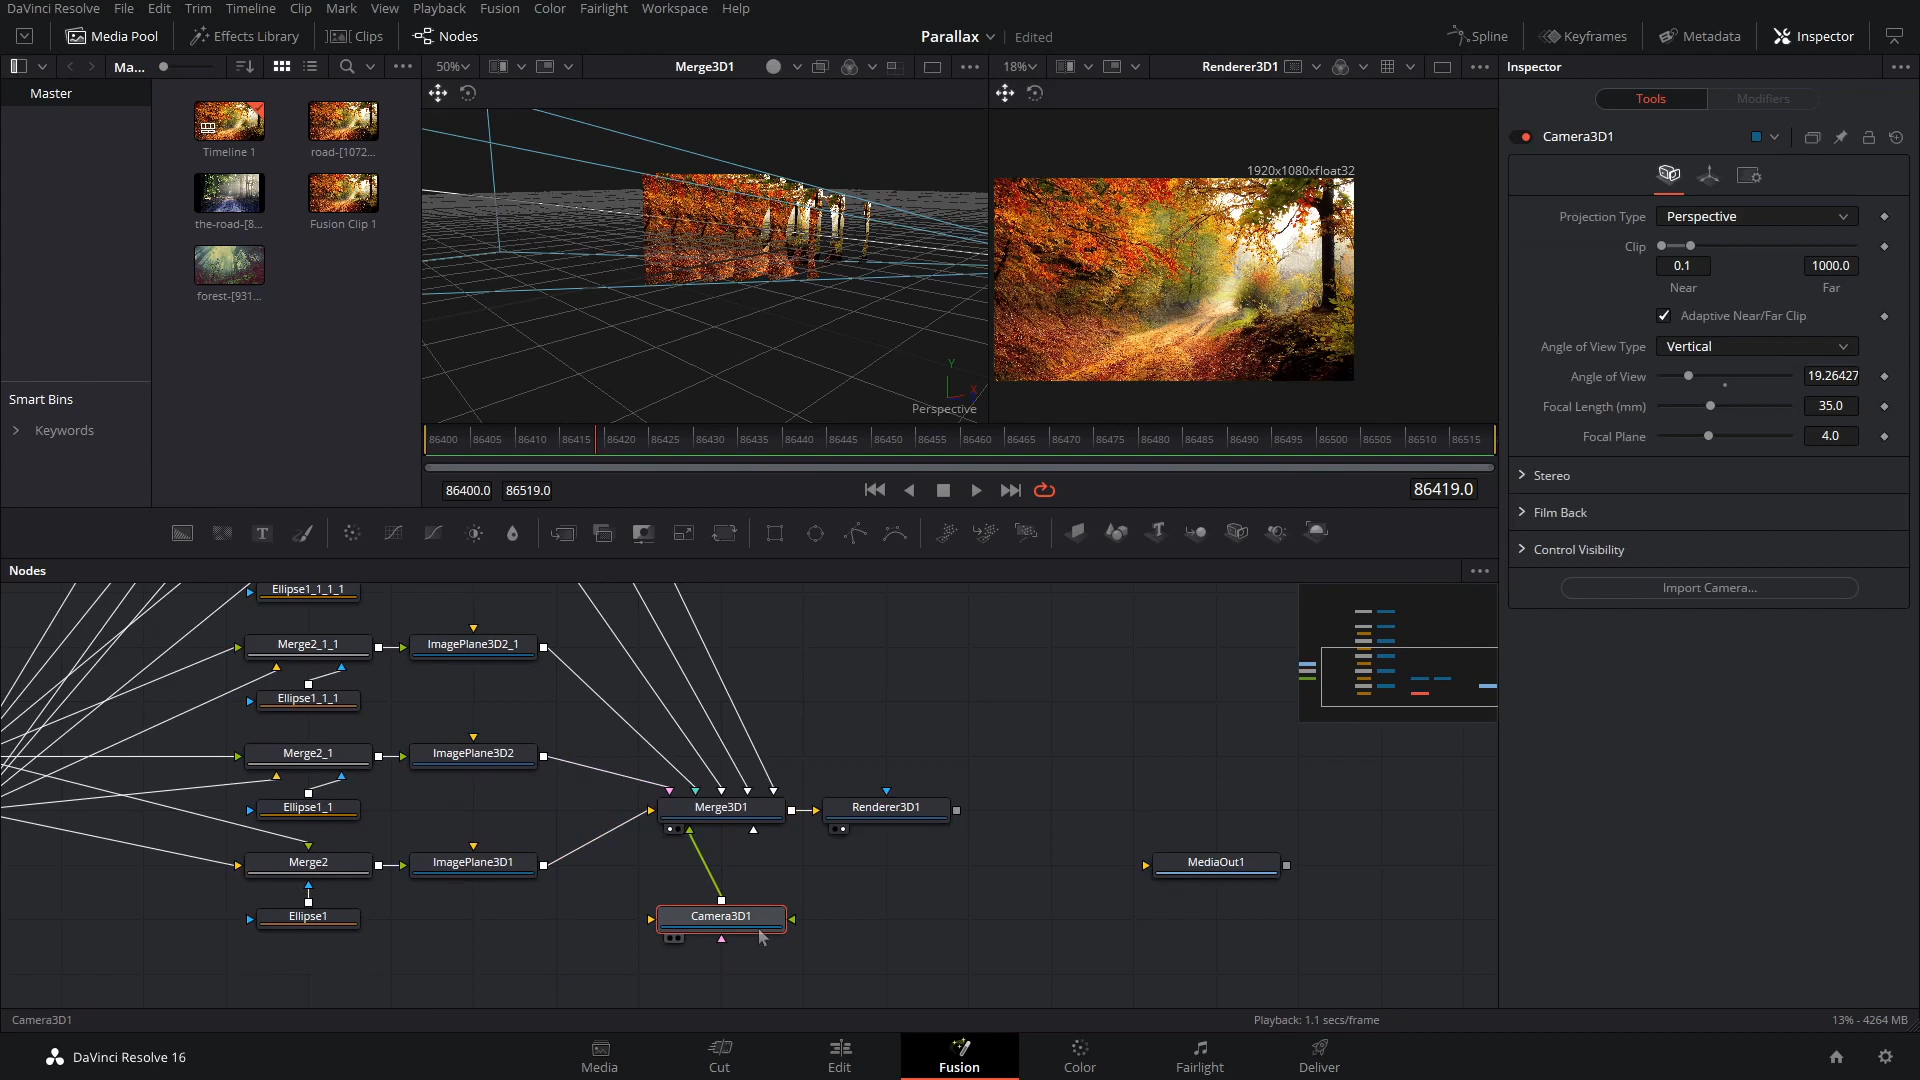 DaVinci Resolve File Edit Trim Timeline Clip Mark View Playback Fusion Color Fairlight Workspace Help
Media Pool Effects Library Clips Nodes Parallax Edited Spline Keyframes Metadata Inspector
Ma... 50% Merge3D1 18% Renderer3D1 Inspector
Master
Timeline 1
road-[1072...
the-road-[8...
Fusion Clip 1
forest-[931...
Smart Bins
Keywords
Y
X
Perspective
1920x1080xfloat32
Tools Modifiers
Camera3D1
Projection Type Perspective
Clip
0.1 1000.0
Near Far
Adaptive Near/Far Clip
Angle of View Type Vertical
Angle of View 19.26427
Focal Length (mm) 35.0
Focal Plane 4.0
Stereo
Film Back
Control Visibility
Import Camera...
86400 86405 86410 86415 86420 86425 86430 86435 86440 86445 86450 86455 86460 86465 86470 86475 86480 86485 86490 86495 86500 86505 86510 86515
86400.0 86519.0 86419.0
T
T
Nodes
Ellipse1_1_1_1
Merge2_1_1 ImagePlane3D2_1
Ellipse1_1_1
Merge2_1 ImagePlane3D2
Ellipse1_1 Merge3D1 Renderer3D1
Merge2 ImagePlane3D1 MediaOut1
Ellipse1 Camera3D1
Camera3D1 Playback: 1.1 secs/frame 13% - 4264 MB
DaVinci Resolve 16 Media Cut Edit Fusion Color Fairlight Deliver